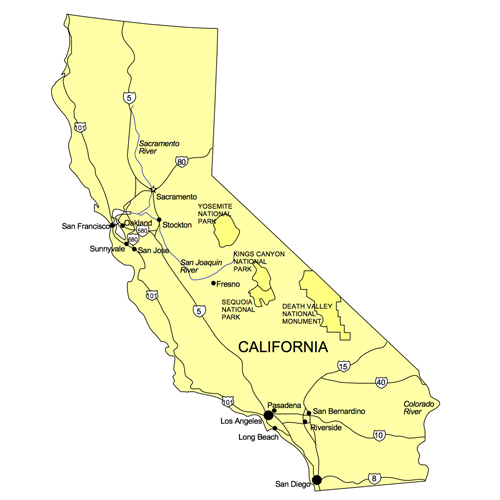 5
101
Sacramento
River
80
Sacramento
YOSEMITE
NATIONAL
PARK
San Francisco
Oakland
Stockton
580
680
Sunnyvale
San Jose
San Joaquin
River
KINGS CANYON
NATIONAL
PARK
Fresno
101
SEQUOIA
NATIONAL
PARK
DEATH VALLEY
NATIONAL
MONUMENT
5
CALIFORNIA
15
40
101
Pasadena
Colorado
River
San Bernardino
Los Angeles
Riverside
Long Beach
10
San Diego
8